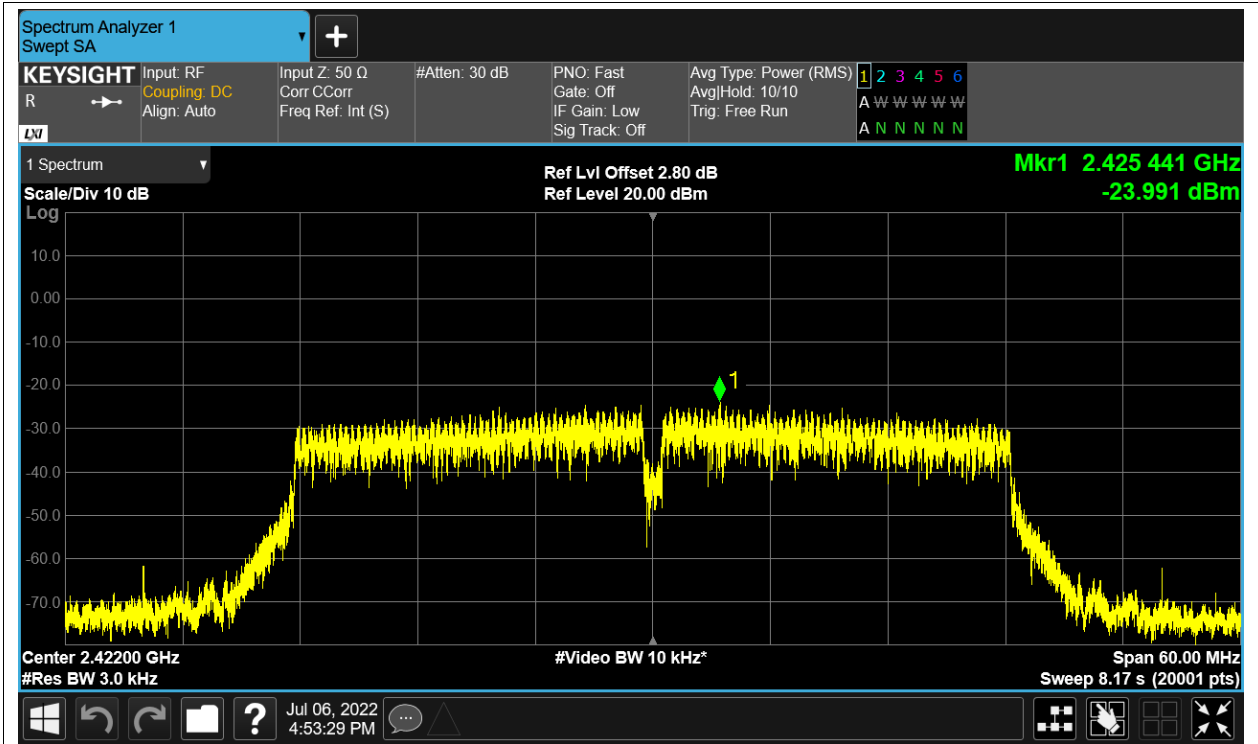 Spectrum Analyzer 1
Swept SA
KEYSIGHT
R
LXI
Input: RF
Coupling: DC
Align: Auto
Input Z: 50 Ω
Corr CCorr
Freq Ref: Int (S)
#Atten: 30 dB
PNO: Fast
Gate: Off
IF Gain: Low
Sig Track: Off
Avg Type: Power (RMS)
Avg|Hold: 10/10
Trig: Free Run
1 2 3 4 5 6
A W W W W W
A N N N N N
1 Spectrum
Scale/Div 10 dB
Ref Lvl Offset 2.80 dB
Ref Level 20.00 dBm
Mkr1 2.425 441 GHz
-23.991 dBm
Log
10.0
0.00
-10.0
-20.0
-30.0
-40.0
-50.0
-60.0
-70.0
1
Center 2.42200 GHz
#Res BW 3.0 kHz
#Video BW 10 kHz*
Span 60.00 MHz
Sweep 8.17 s (20001 pts)
?
Jul 06, 2022
4:53:29 PM